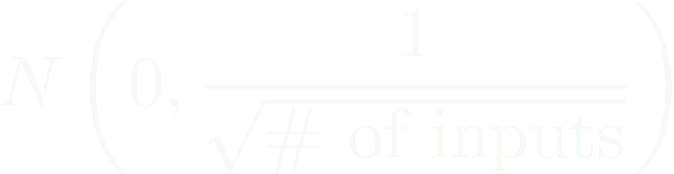 N(0, 1/√# of inputs)